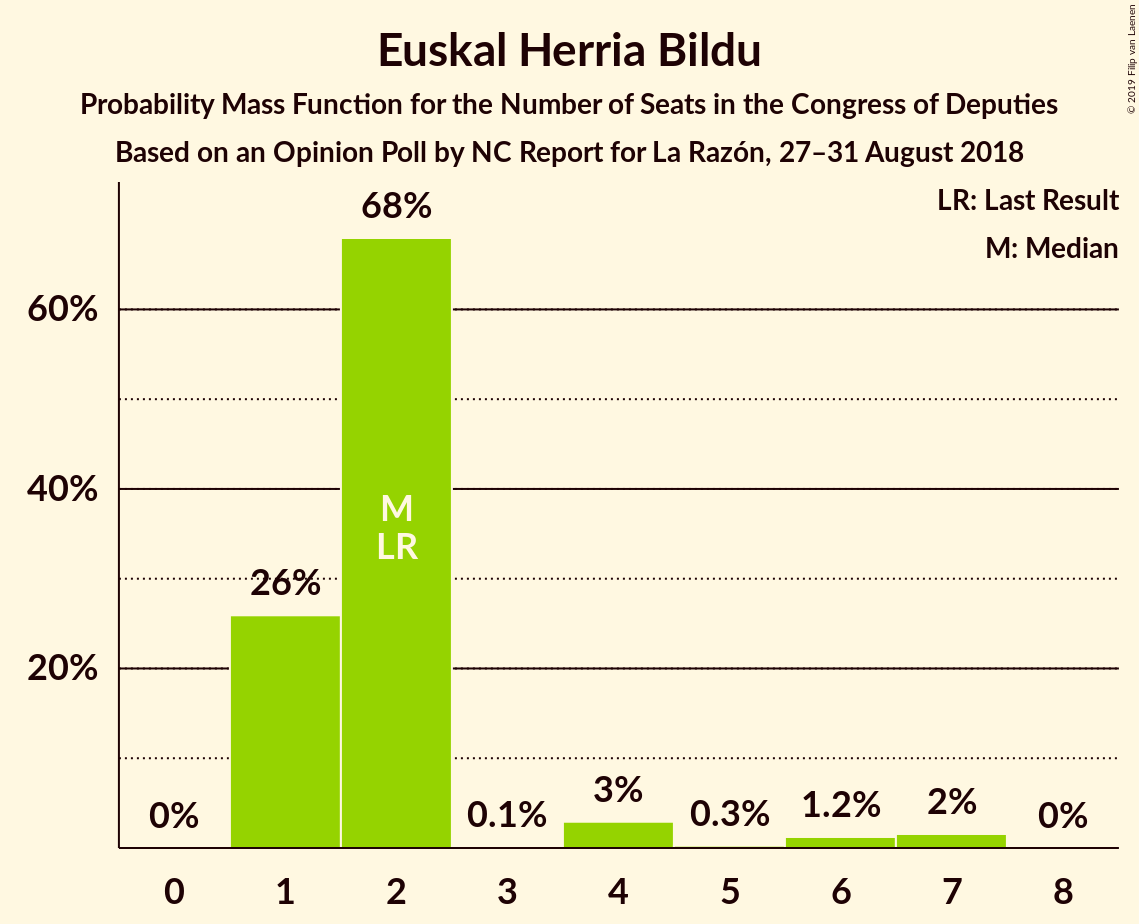 Euskal Herria Bildu
Probability Mass Function for the Number of Seats in the Congress of Deputies
Based on an Opinion Poll by NC Report for La Razón, 27–31 August 2018
© 2019 Filip van Laenen
LR: Last Result
M: Median
68%
60%
40%
M
LR
26%
20%
0%
0.1%
3%
0.3%
1.2%
2%
0%
0
1
2
3
4
5
6
7
8